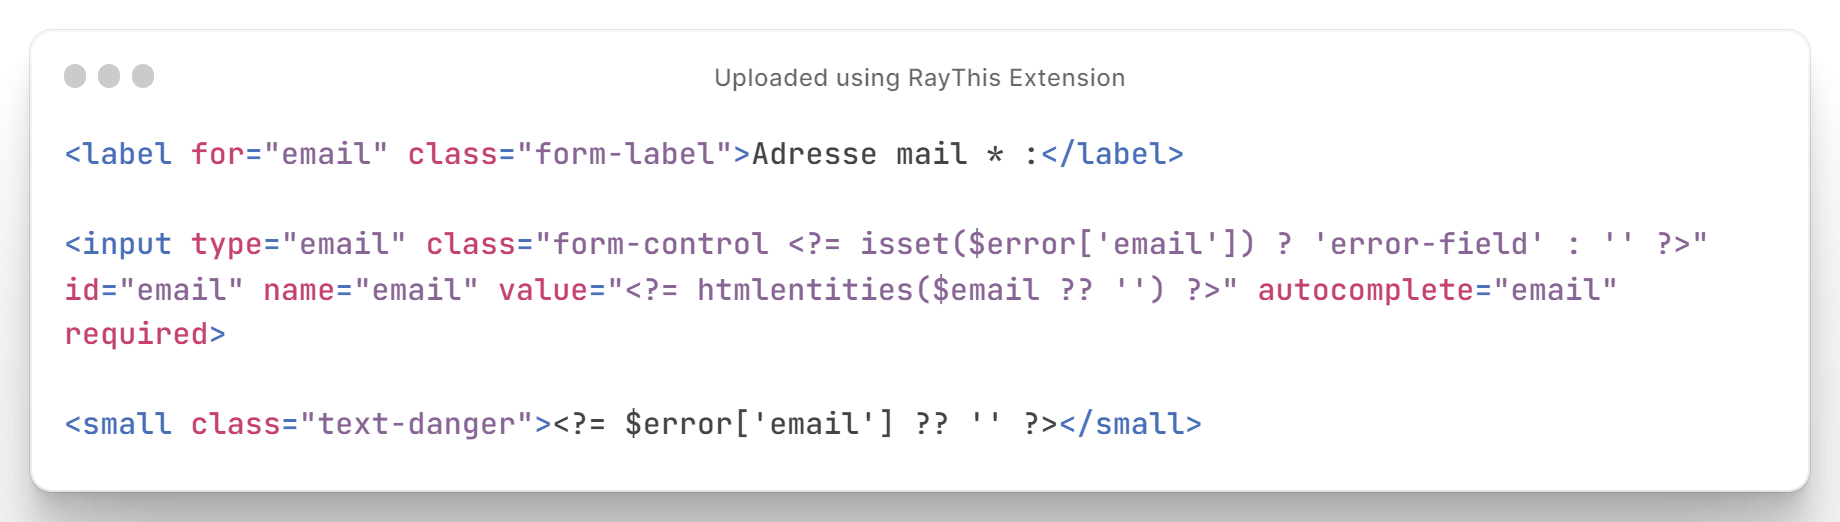 Uploaded using RayThis Extension
<label for="email" class="form-label">Adresse mail * :</label>
<input type="email" class="form-control <?= isset($error['email']) ? 'error-field' : '' ?>"
id="email" name="email" value="<?= htmlentities($email ?? '') ?>" autocomplete="email"
required>
<small class="text-danger"><?= $error['email'] ?? '' ?></small>